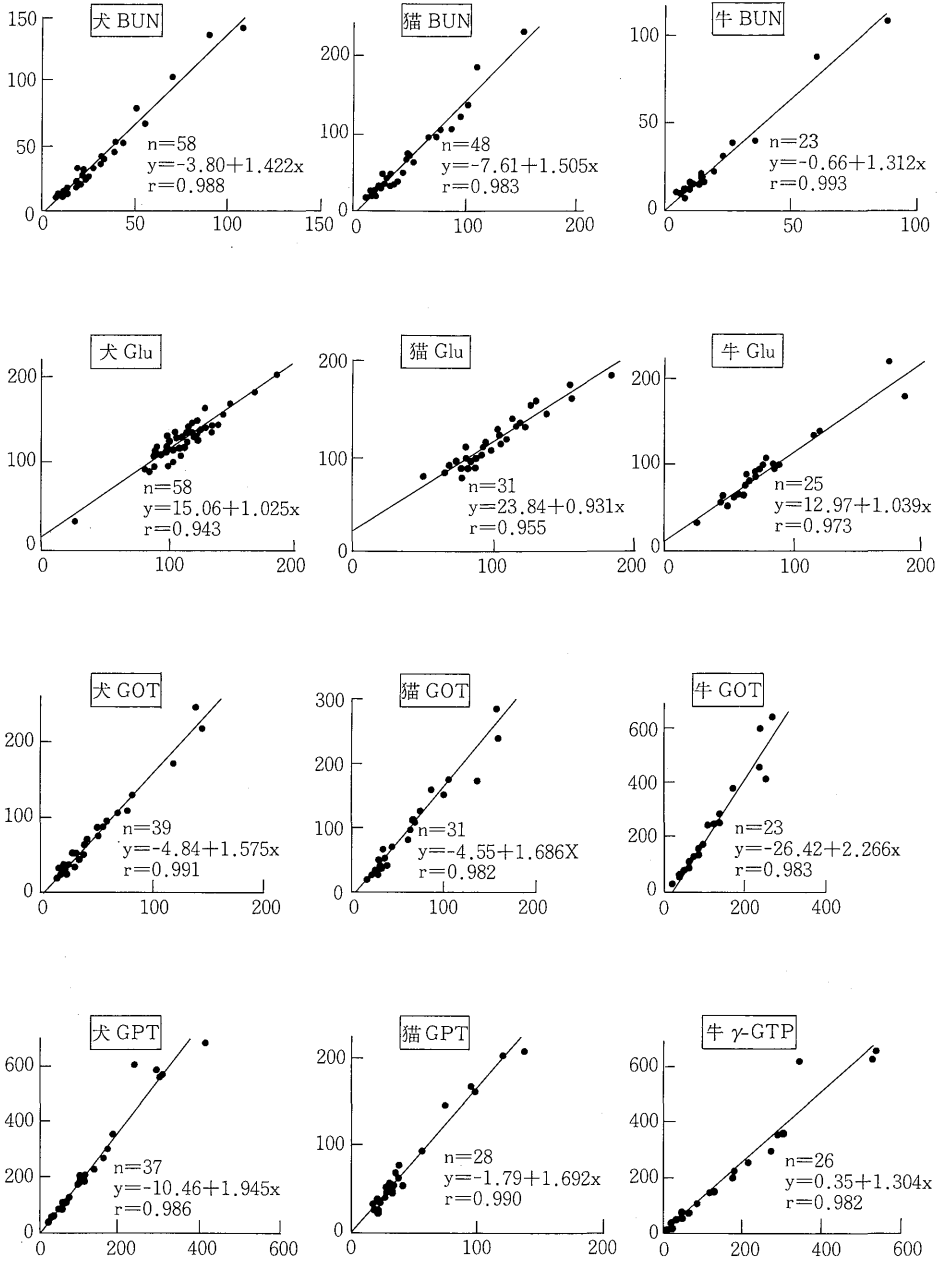 犬 BUN
150
100
50
0
0
50
100
150
n=58
y=-3.80+1.422x
r=0.988
猫 BUN
200
100
0
0
100
200
n=48
y=-7.61+1.505x
r=0.983
牛 BUN
100
50
0
0
50
100
n=23
y=-0.66+1.312x
r=0.993
犬 Glu
200
100
0
0
100
200
n=58
y=15.06+1.025x
r=0.943
猫 Glu
200
100
0
0
100
200
n=31
y=23.84+0.931x
r=0.955
牛 Glu
200
100
0
0
100
200
n=25
y=12.97+1.039x
r=0.973
犬 GOT
200
100
0
0
100
200
n=39
y=-4.84+1.575x
r=0.991
猫 GOT
300
200
100
0
0
100
200
n=31
y=-4.55+1.686X
r=0.982
牛 GOT
600
400
200
0
0
200
400
n=23
y=-26.42+2.266x
r=0.983
犬 GPT
600
400
200
0
0
200
400
600
n=37
y=-10.46+1.945x
r=0.986
猫 GPT
200
100
0
0
100
200
n=28
y=-1.79+1.692x
r=0.990
牛 γ-GTP
600
400
200
0
0
200
400
600
n=26
y=0.35+1.304x
r=0.982